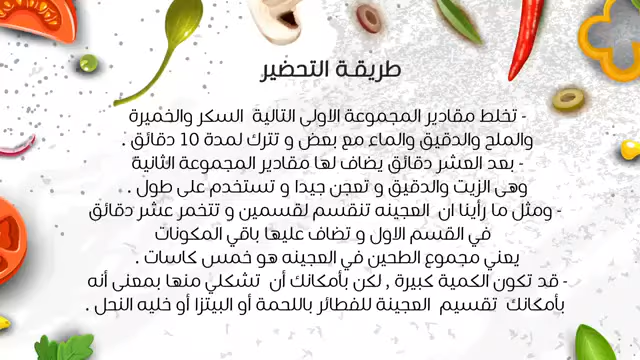 طريقة التحضير
- تخلط مقادير المجموعة الاولى التالية السكر والخميرة
والملح والدقيق والماء مع بعض و تترك لمدة 10 دقائق .
- بعد العشر دقائق يضاف لها مقادير المجموعة الثانية
وهى الزيت والدقيق و تعجن جيدا و تستخدم على طول .
- ومثل ما رأينا ان العجينه تنقسم لقسمين و تتخمر عشر دقائق
في القسم الاول و تضاف عليها باقي المكونات
يعني مجموع الطحين في العجينه هو خمس كاسات .
- قد تكون الكمية كبيرة , لكن بأمكانك أن تشكلي منها بمعنى أنه
بأمكانك تقسيم العجينة للفطائر باللحمة أو البيتزا أو خليه النحل .